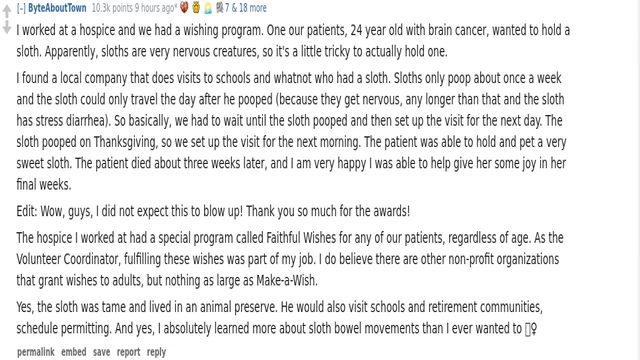 [-] ByteAboutTown 10.3k points 9 hours ago* 7 & 18 more
I worked at a hospice and we had a wishing program. One our patients, 24 year old with brain cancer, wanted to hold a
sloth. Apparently, sloths are very nervous creatures, so it's a little tricky to actually hold one.
I found a local company that does visits to schools and whatnot who had a sloth. Sloths only poop about once a week
and the sloth could only travel the day after he pooped (because they get nervous, any longer than that and the sloth
has stress diarrhea). So basically, we had to wait until the sloth pooped and then set up the visit for the next day. The
sloth pooped on Thanksgiving, so we set up the visit for the next morning. The patient was able to hold and pet a very
sweet sloth. The patient died about three weeks later, and I am very happy I was able to help give her some joy in her
final weeks.
Edit: Wow, guys, I did not expect this to blow up! Thank you so much for the awards!
The hospice I worked at had a special program called Faithful Wishes for any of our patients, regardless of age. As the
Volunteer Coordinator, fulfilling these wishes was part of my job. I do believe there are other non-profit organizations
that grant wishes to adults, but nothing as large as Make-a-Wish.
Yes, the sloth was tame and lived in an animal preserve. He would also visit schools and retirement communities,
schedule permitting. And yes, I absolutely learned more about sloth bowel movements than I ever wanted to ▯♀
permalink embed save report reply